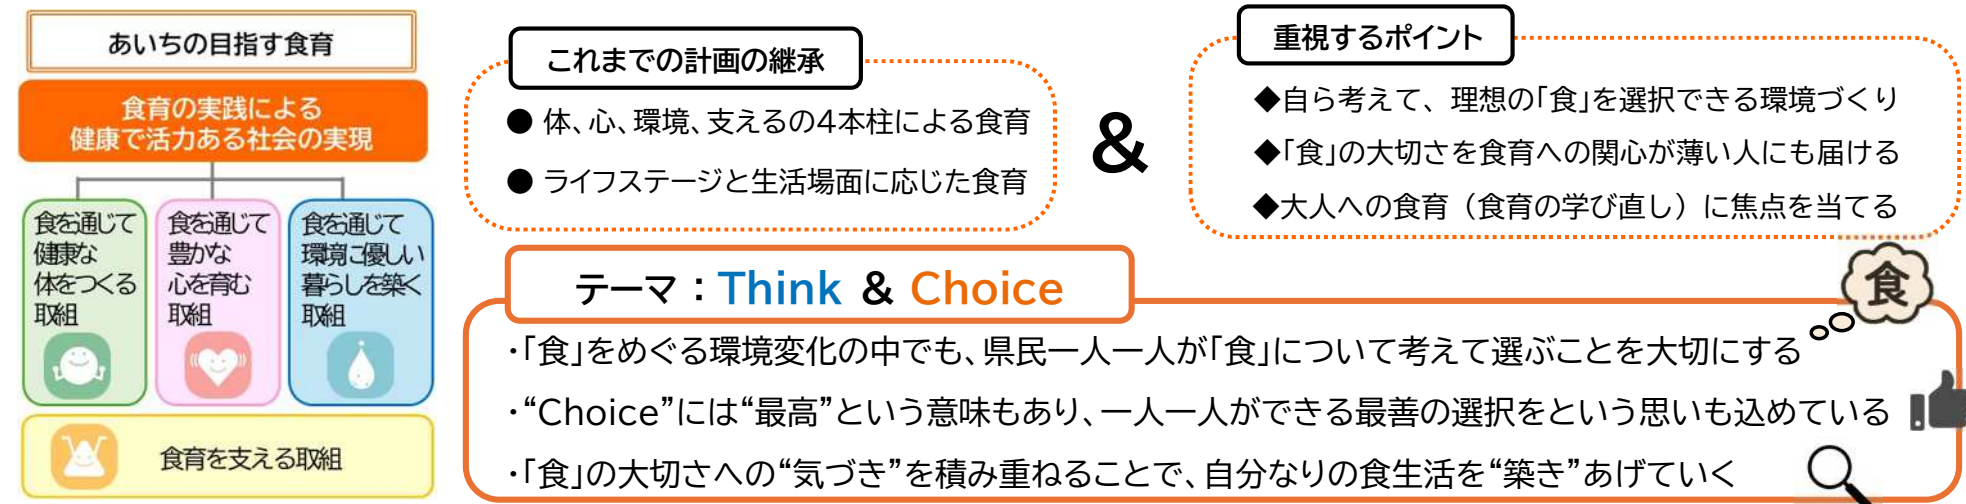 あいちの目指す食育
食育の実践による
健康で活力ある社会の実現
食を通じて
健康な
体をつくる
取組
食を通じて
豊かな
心を育む
取組
食を通じて
環境に優しい
暮らしを築く
取組
食育を支える取組
これまでの計画の継承
● 体、心、環境、支えるの4本柱による食育
● ライフステージと生活場面に応じた食育
&
重視するポイント
◆自ら考えて、理想の「食」を選択できる環境づくり
◆「食」の大切さを食育への関心が薄い人にも届ける
◆大人への食育（食育の学び直し）に焦点を当てる
テーマ：Think & Choice
食
・「食」をめぐる環境変化の中でも、県民一人一人が「食」について考えて選ぶことを大切にする
・“Choice”には“最高”という意味もあり、一人一人ができる最善の選択をという思いも込めている
・「食」の大切さへの“気づき”を積み重ねることで、自分なりの食生活を“築き”あげていく